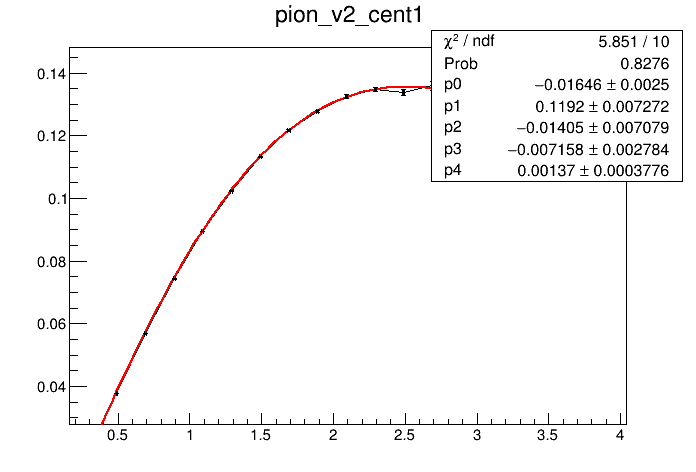 pion_v2_cent1
χ² / ndf 5.851 / 10
Prob 0.8276
p0 −0.01646 ± 0.0025
p1 0.1192 ± 0.007272
p2 −0.01405 ± 0.007079
p3 −0.007158 ± 0.002784
p4 0.00137 ± 0.0003776
0.14
0.12
0.1
0.08
0.06
0.04
0.5 1 1.5 2 2.5 3 3.5 4